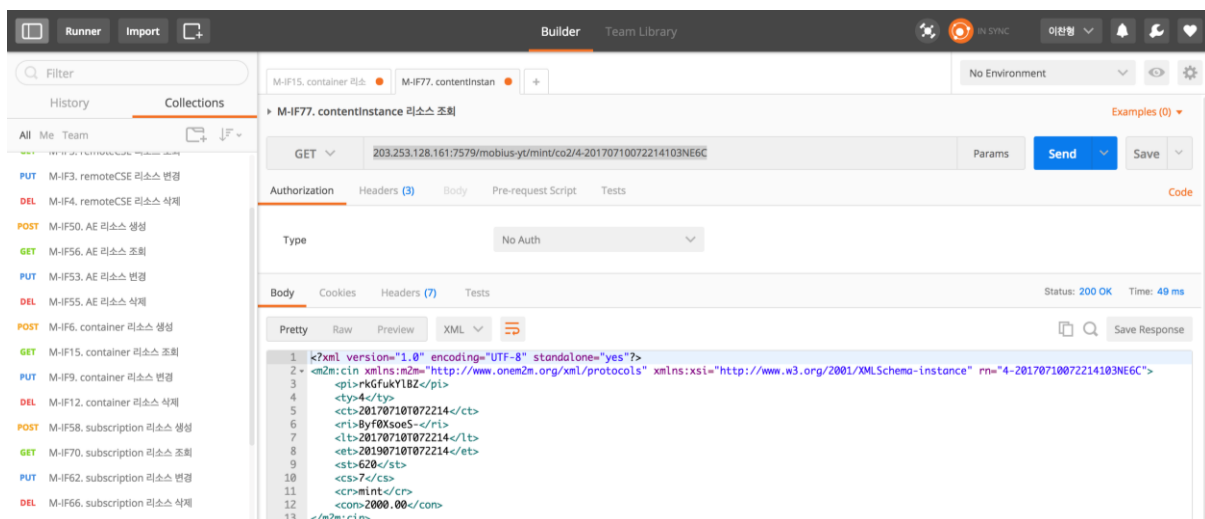 Runner Import Builder Team Library IN SYNC 이찬형
Filter
History Collections
All Me Team
PUT M-IF3. remoteCSE 리소스 변경
DEL M-IF4. remoteCSE 리소스 삭제
POST M-IF50. AE 리소스 생성
GET M-IF56. AE 리소스 조회
PUT M-IF53. AE 리소스 변경
DEL M-IF55. AE 리소스 삭제
POST M-IF6. container 리소스 생성
GET M-IF15. container 리소스 조회
PUT M-IF9. container 리소스 변경
DEL M-IF12. container 리소스 삭제
POST M-IF58. subscription 리소스 생성
GET M-IF70. subscription 리소스 조회
PUT M-IF62. subscription 리소스 변경
DEL M-IF66. subscription 리소스 삭제
M-IF15. container 리소 M-IF77. contentInstan + No Environment
M-IF77. contentInstance 리소스 조회 Examples (0)
GET 203.253.128.161:7579/mobius-yt/mint/co2/4-20170710072214103NE6C Params Send Save
Authorization Headers (3) Body Pre-request Script Tests Code
Type No Auth
Body Cookies Headers (7) Tests Status: 200 OK Time: 49 ms
Pretty Raw Preview XML Save Response
1 <?xml version="1.0" encoding="UTF-8" standalone="yes"?>
2 <m2m:cin xmlns:m2m="http://www.onem2m.org/xml/protocols" xmlns:xsi="http://www.w3.org/2001/XMLSchema-instance" rn="4-20170710072214103NE6C">
3 <pi>rkGfukYlBZ</pi>
4 <ty>4</ty>
5 <ct>20170710T072214</ct>
6 <ri>Byf0XsoeS-</ri>
7 <lt>20170710T072214</lt>
8 <et>20190710T072214</et>
9 <st>620</st>
10 <cs>7</cs>
11 <cr>mint</cr>
12 <con>2000.00</con>
13 </m2m:cin>